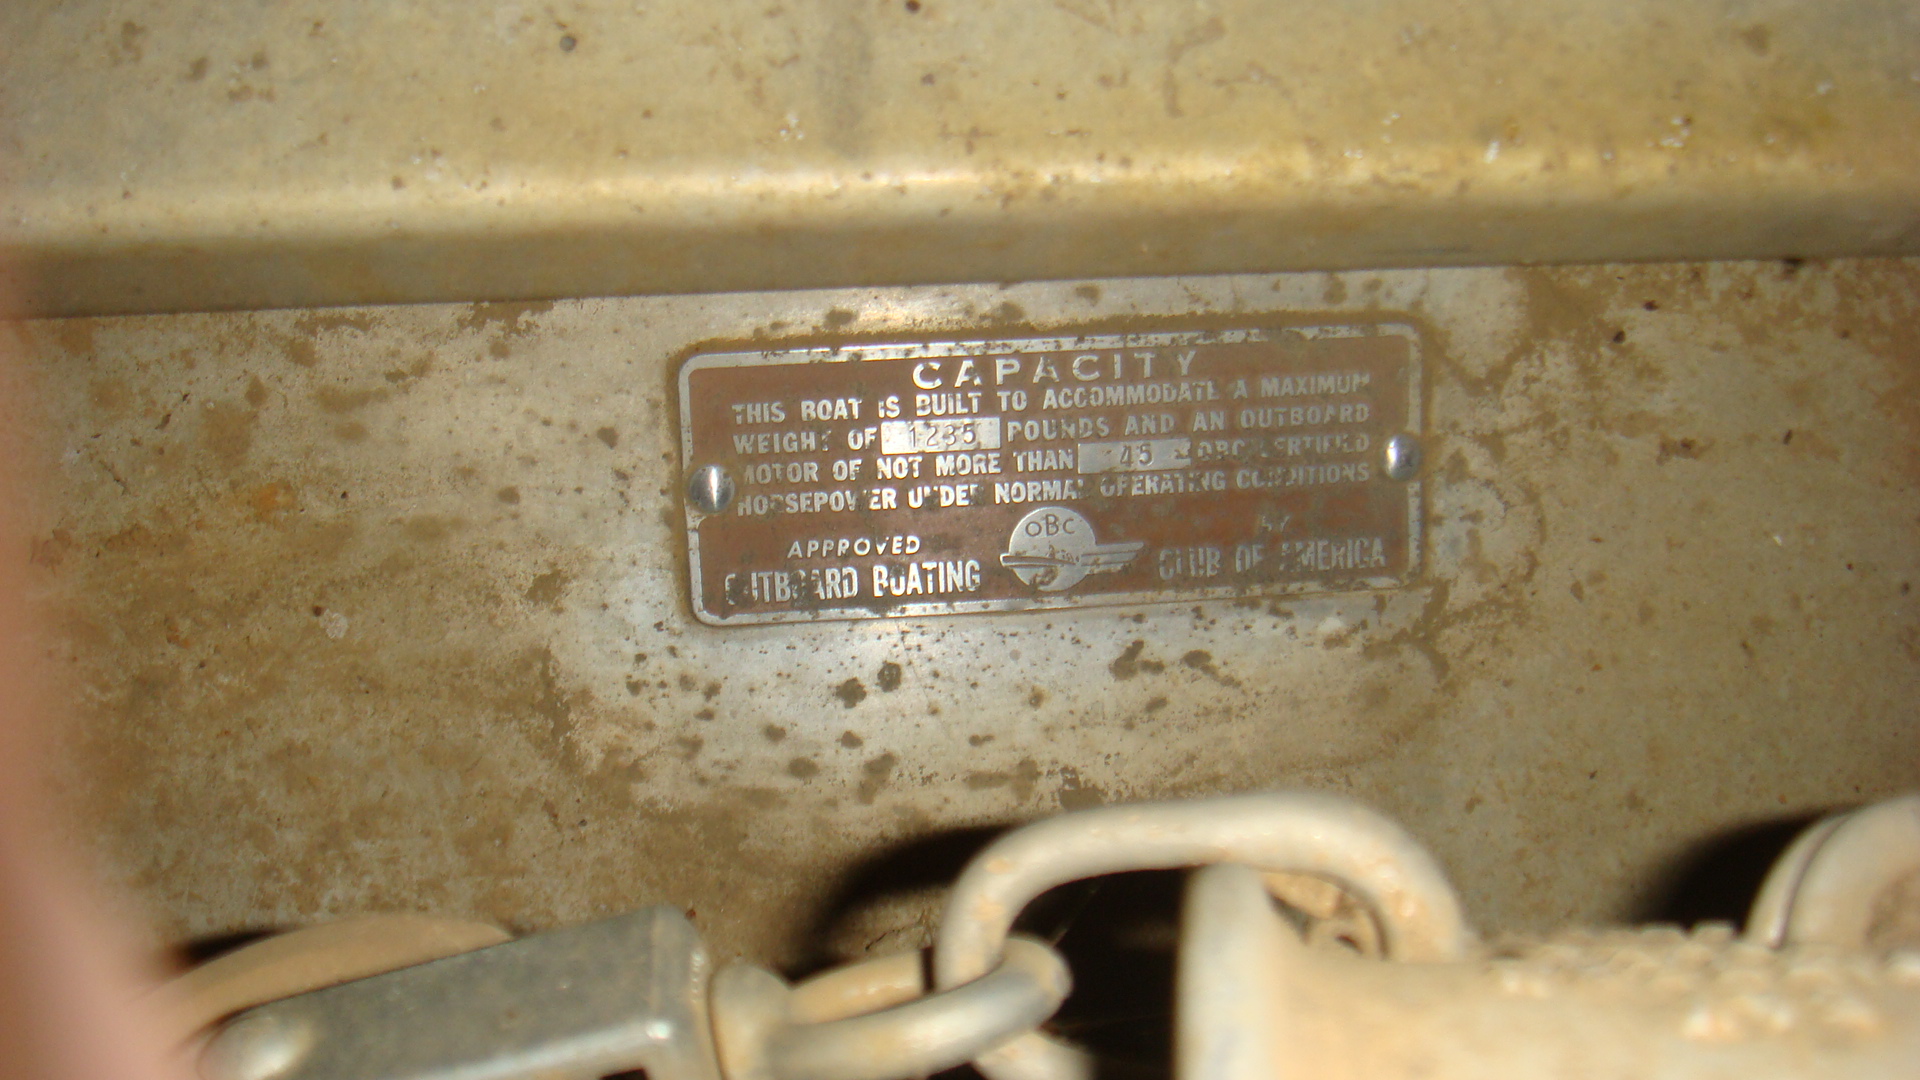 CAPACITY
THIS BOAT IS BUILT TO ACCOMMODATE A MAXIMUM
WEIGHT OF 1235 POUNDS AND AN OUTBOARD
MOTOR OF NOT MORE THAN 45 OBC CERTIFIED
HORSEPOWER UNDER NORMAL OPERATING CONDITIONS
OBC
APPROVED BY
OUTBOARD BOATING CLUB OF AMERICA